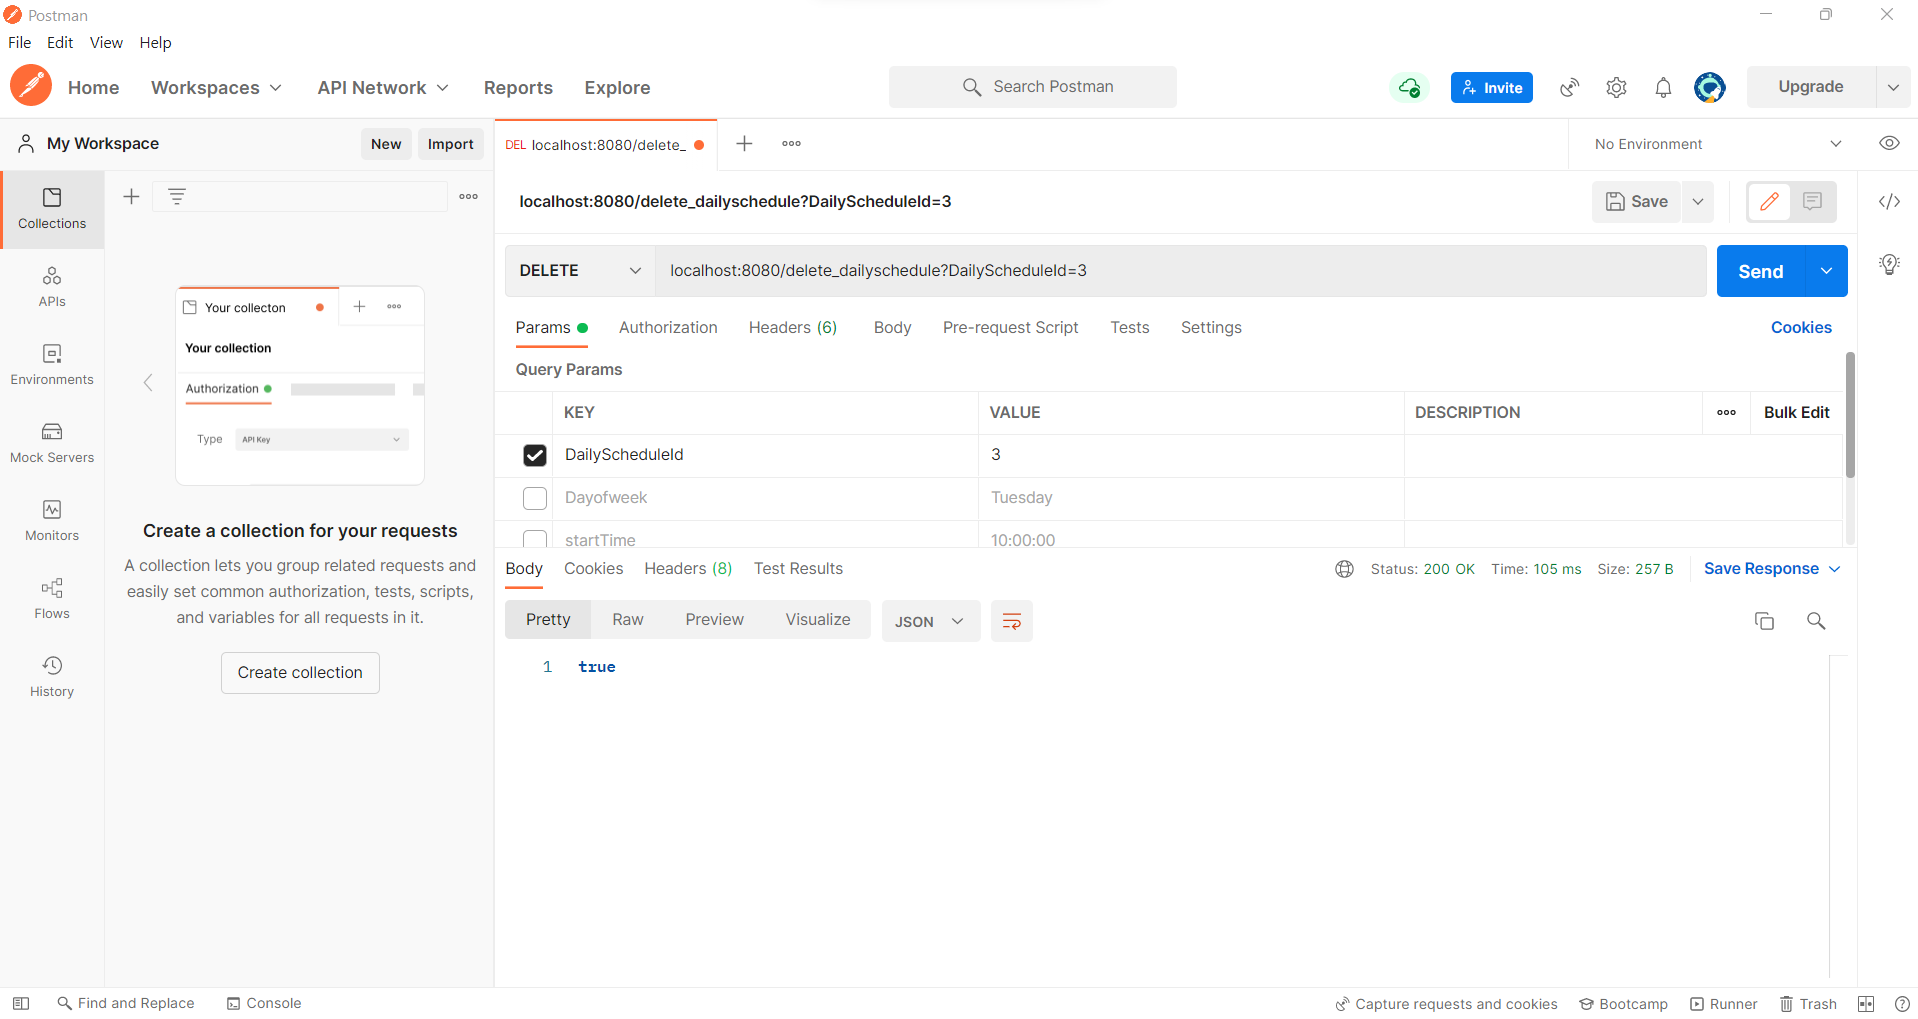 Postman
File Edit View Help
Home Workspaces API Network Reports Explore Search Postman Invite Upgrade
My Workspace New Import DEL localhost:8080/delete_ No Environment
Collections
APIs
Environments
Mock Servers
Monitors
Flows
History
Your collecton
Your collection
Authorization
Type API Key
Create a collection for your requests
A collection lets you group related requests and
easily set common authorization, tests, scripts,
and variables for all requests in it.
Create collection
localhost:8080/delete_dailyschedule?DailyScheduleId=3 Save
DELETE localhost:8080/delete_dailyschedule?DailyScheduleId=3 Send
Params Authorization Headers (6) Body Pre-request Script Tests Settings Cookies
Query Params
KEY VALUE DESCRIPTION Bulk Edit
DailyScheduleId 3
Dayofweek Tuesday
startTime 10:00:00
Body Cookies Headers (8) Test Results Status: 200 OK Time: 105 ms Size: 257 B Save Response
Pretty Raw Preview Visualize JSON
1 true
Find and Replace Console Capture requests and cookies Bootcamp Runner Trash